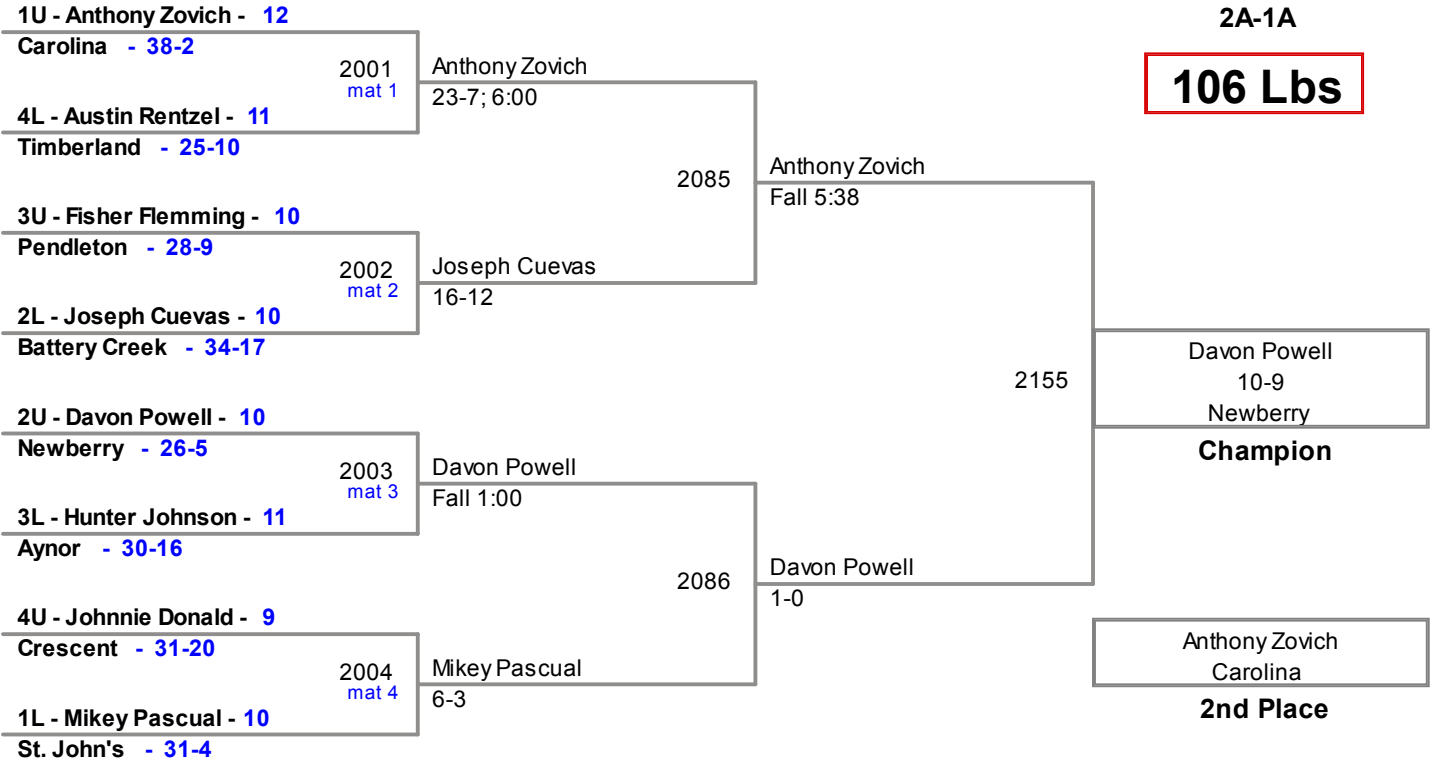 1U - Anthony Zovich - 12
Carolina - 38-2
2001
mat 1
4L - Austin Rentzel - 11
Timberland - 25-10
3U - Fisher Flemming - 10
Pendleton - 28-9
2002
mat 2
2L - Joseph Cuevas - 10
Battery Creek - 34-17
2U - Davon Powell - 10
Newberry - 26-5
2003
mat 3
3L - Hunter Johnson - 11
Aynor - 30-16
4U - Johnnie Donald - 9
Crescent - 31-20
2004
mat 4
1L - Mikey Pascual - 10
St. John's - 31-4
Anthony Zovich
23-7; 6:00
2085
Joseph Cuevas
16-12
Davon Powell
Fall 1:00
2086
Mikey Pascual
6-3
Anthony Zovich
Fall 5:38
2155
Davon Powell
1-0
2A-1A
106 Lbs
Davon Powell
10-9
Newberry
Champion
Anthony Zovich
Carolina
2nd Place